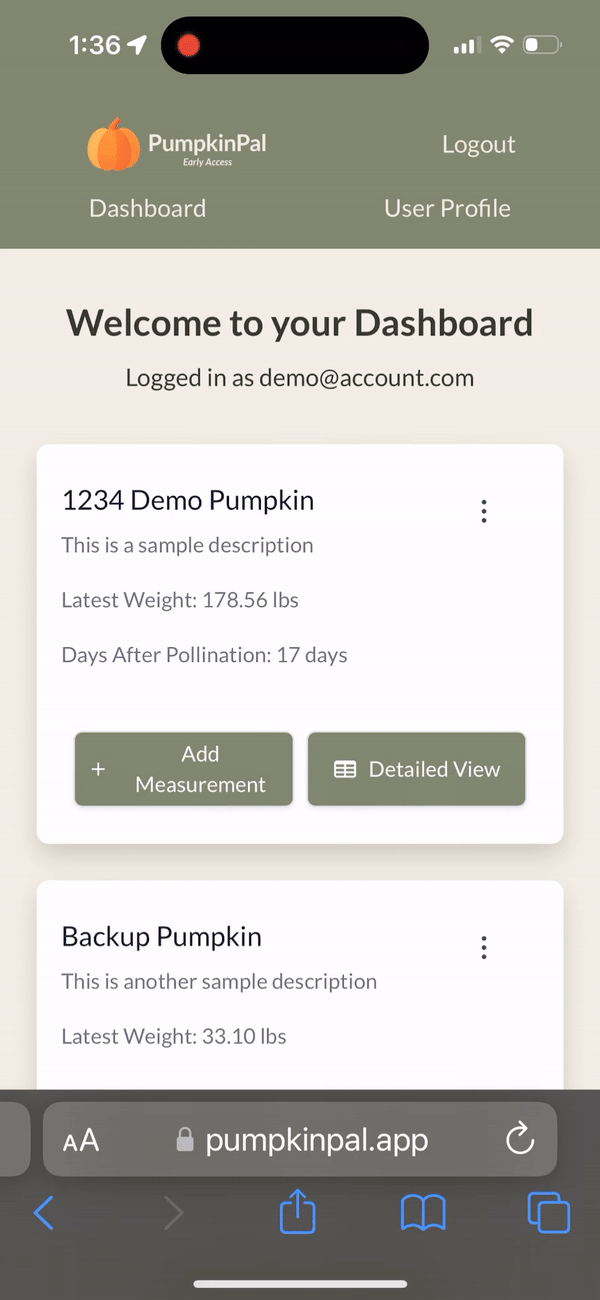 1:36
PumpkinPal
Early Access
Logout
Dashboard
User Profile
Welcome to your Dashboard
Logged in as demo@account.com
1234 Demo Pumpkin
This is a sample description
Latest Weight: 178.56 lbs
Days After Pollination: 17 days
+ Add
Measurement
Detailed View
Backup Pumpkin
This is another sample description
Latest Weight: 33.10 lbs
AA
pumpkinpal.app